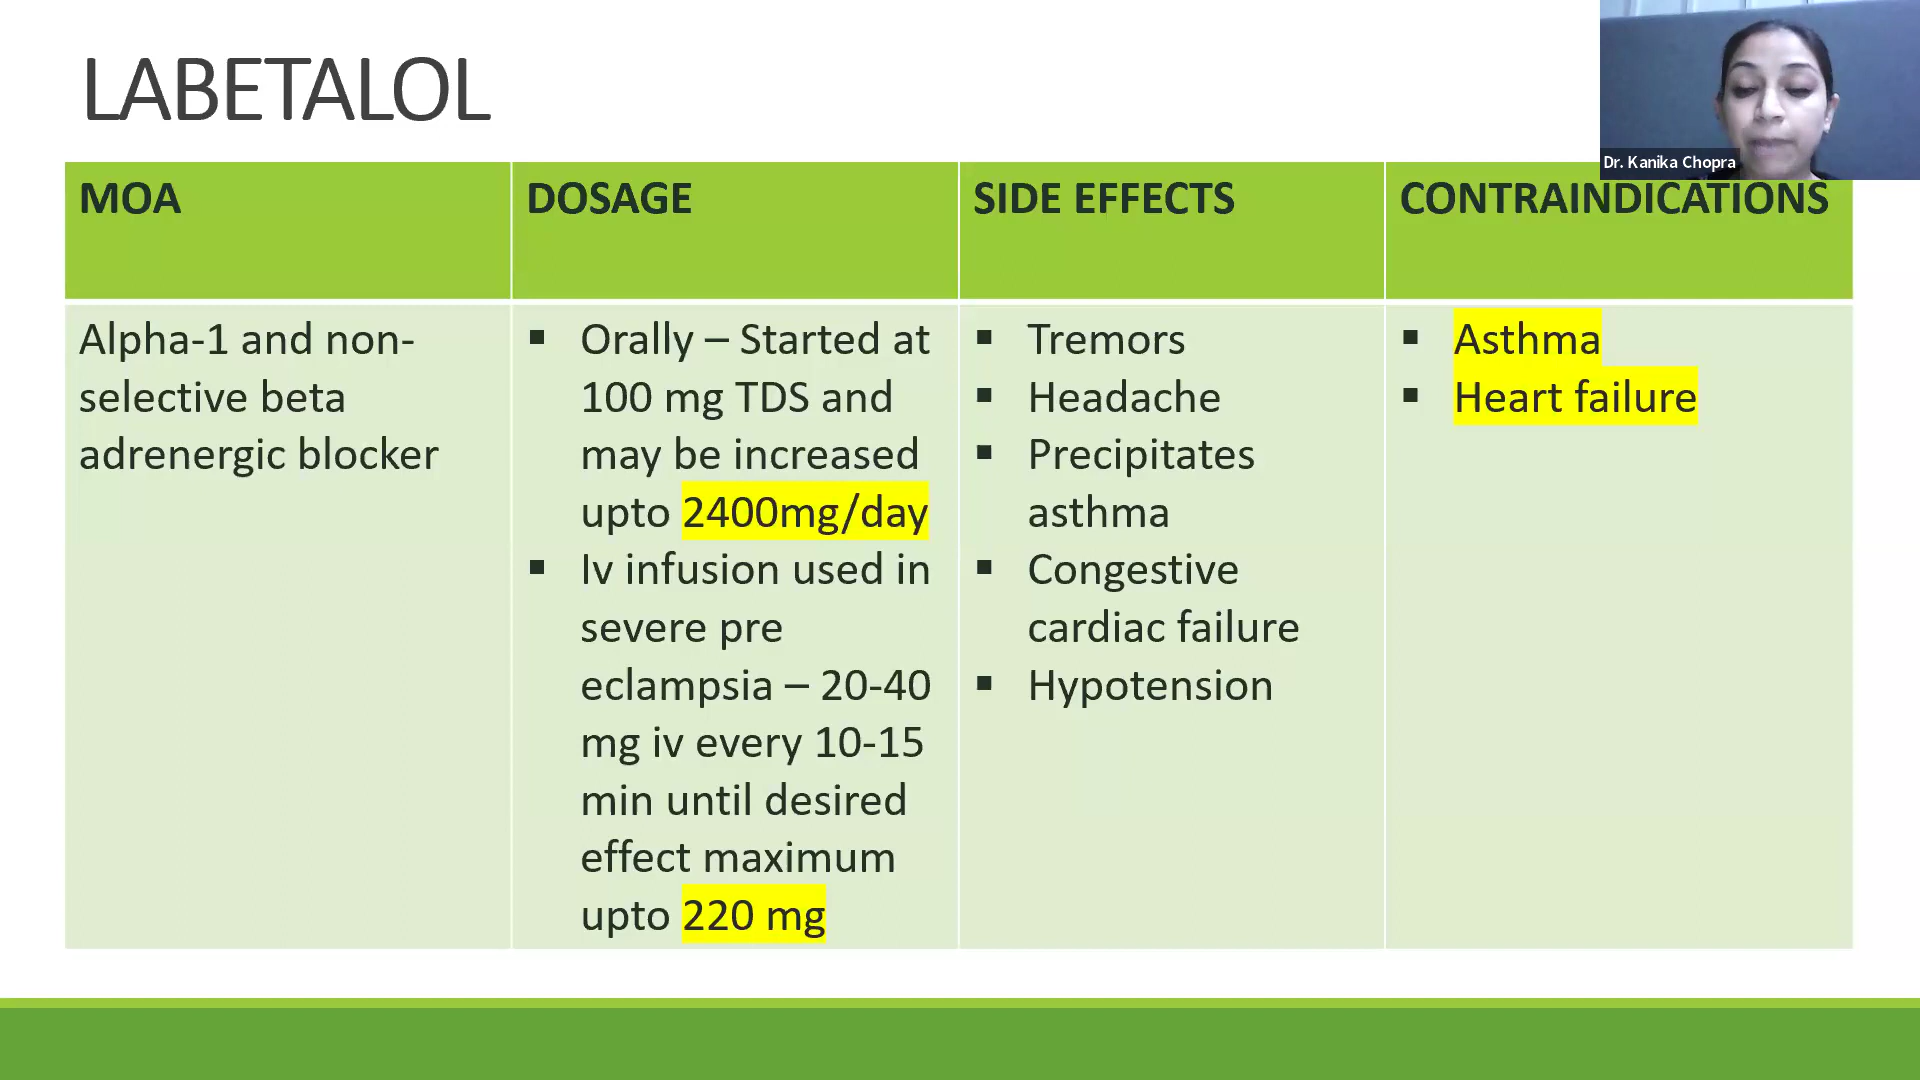 LABETALOL
Dr. Kanika Chopra
MOA
DOSAGE
SIDE EFFECTS
CONTRAINDICATIONS
Alpha-1 and non-
selective beta
adrenergic blocker
▪ Orally – Started at
100 mg TDS and
may be increased
upto 2400mg/day
▪ Iv infusion used in
severe pre
eclampsia – 20-40
mg iv every 10-15
min until desired
effect maximum
upto 220 mg
▪ Tremors
▪ Headache
▪ Precipitates
asthma
▪ Congestive
cardiac failure
▪ Hypotension
▪ Asthma
▪ Heart failure